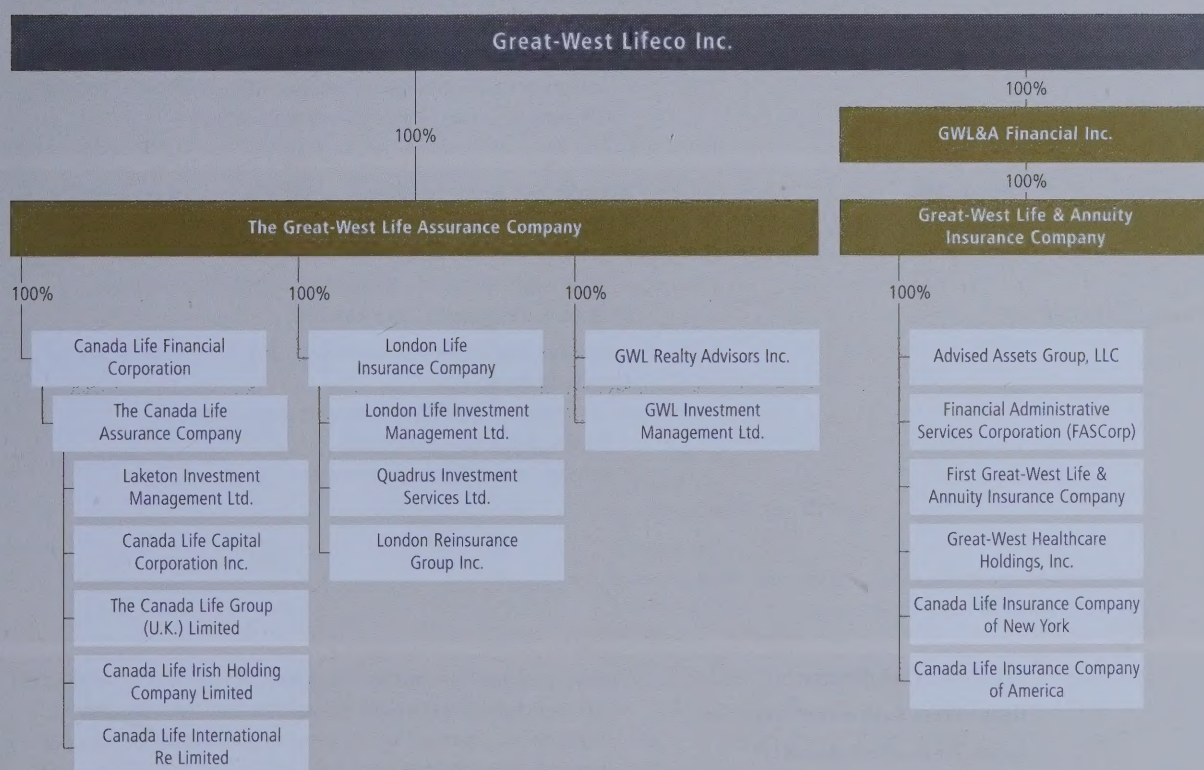 Great-West Lifeco Inc.
100%
100%
GWL&A Financial Inc.
100%
The Great-West Life Assurance Company
Great-West Life & Annuity
Insurance Company
100%
100%
100%
100%
Canada Life Financial
Corporation
The Canada Life
Assurance Company
Laketon Investment
Management Ltd.
Canada Life Capital
Corporation Inc.
The Canada Life Group
(U.K.) Limited
Canada Life Irish Holding
Company Limited
Canada Life International
Re Limited
London Life
Insurance Company
London Life Investment
Management Ltd.
Quadrus Investment
Services Ltd.
London Reinsurance
Group Inc.
GWL Realty Advisors Inc.
GWL Investment
Management Ltd.
Advised Assets Group, LLC
Financial Administrative
Services Corporation (FASCorp)
First Great-West Life &
Annuity Insurance Company
Great-West Healthcare
Holdings, Inc.
Canada Life Insurance Company
of New York
Canada Life Insurance Company
of America